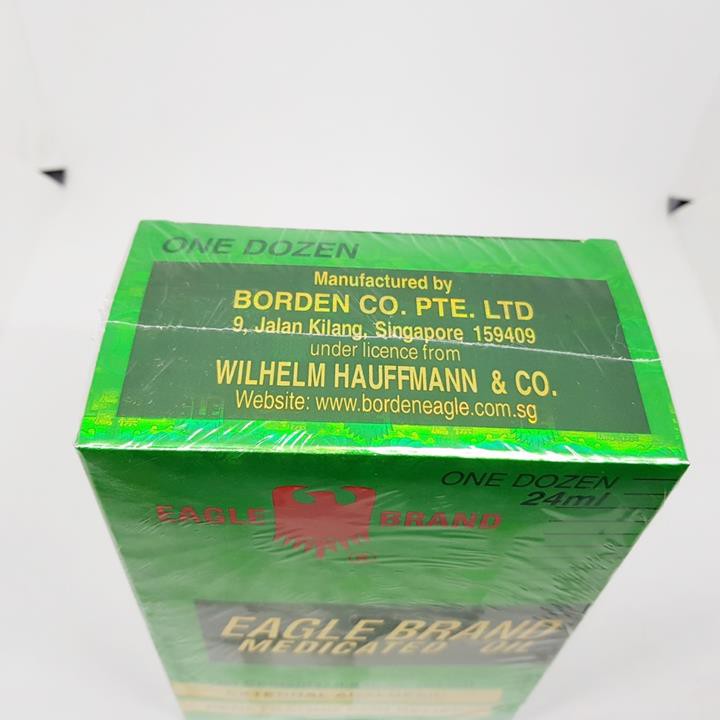 ONE DOZEN
Manufactured by
BORDEN CO. PTE. LTD
9, Jalan Kilang, Singapore 159409
under licence from
WILHELM HAUFFMANN & CO.
Website: www.bordeneagle.com.sg
ONE DOZEN
24ml
EAGLE BRAND
®
EAGLE BRAND
MEDICATED OIL
EXTERNAL